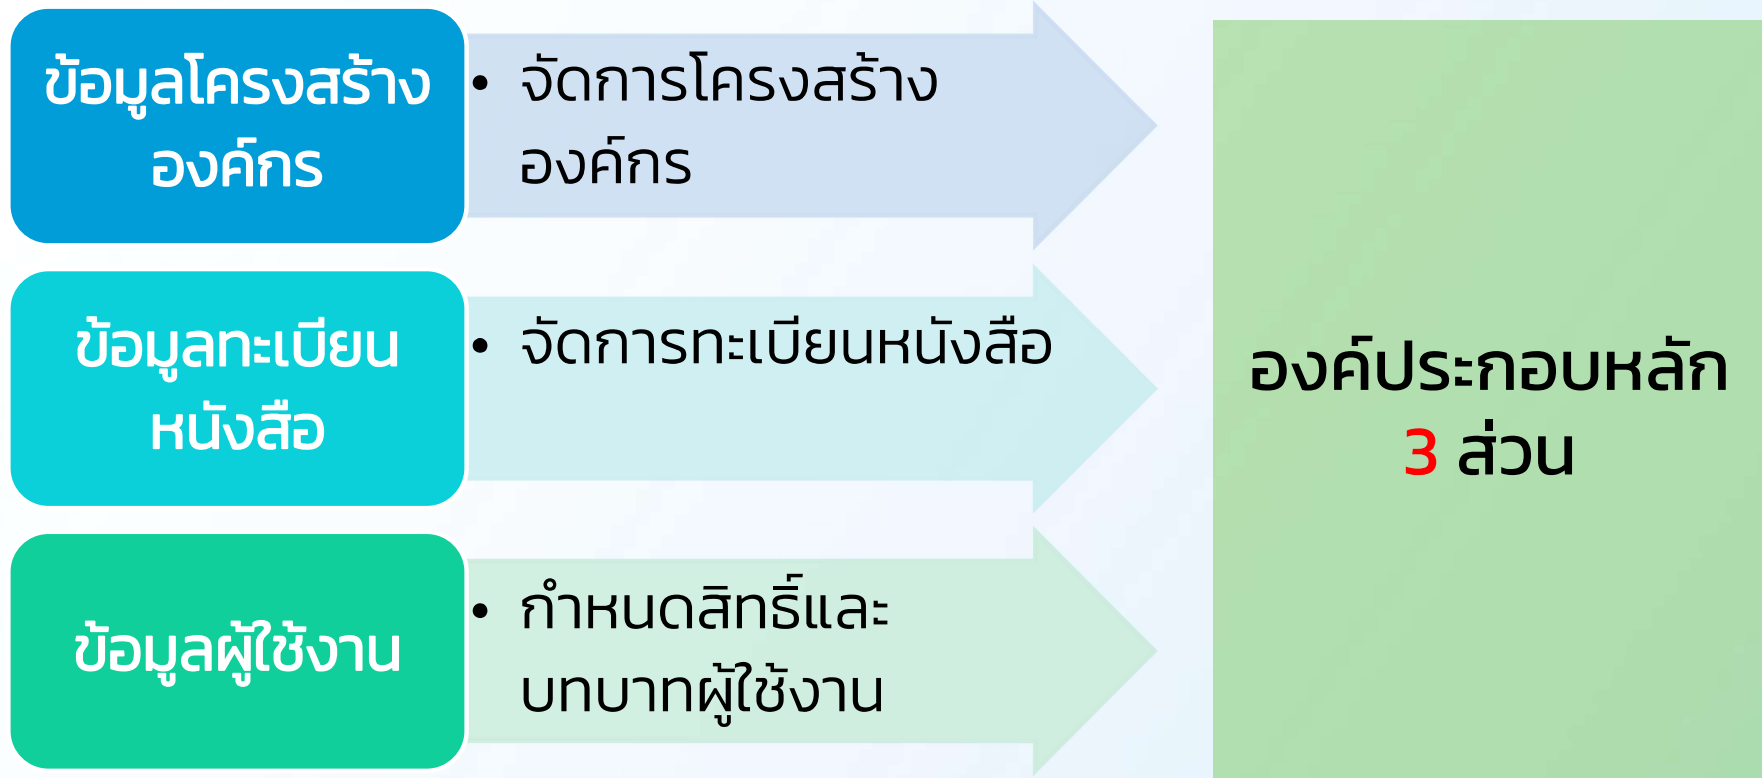 ข้อมูลโครงสร้าง
องค์กร
• จัดการโครงสร้าง
องค์กร
ข้อมูลทะเบียน
หนังสือ
• จัดการทะเบียนหนังสือ
ข้อมูลผู้ใช้งาน
• กำหนดสิทธิ์และ
บทบาทผู้ใช้งาน
องค์ประกอบหลัก
3 ส่วน